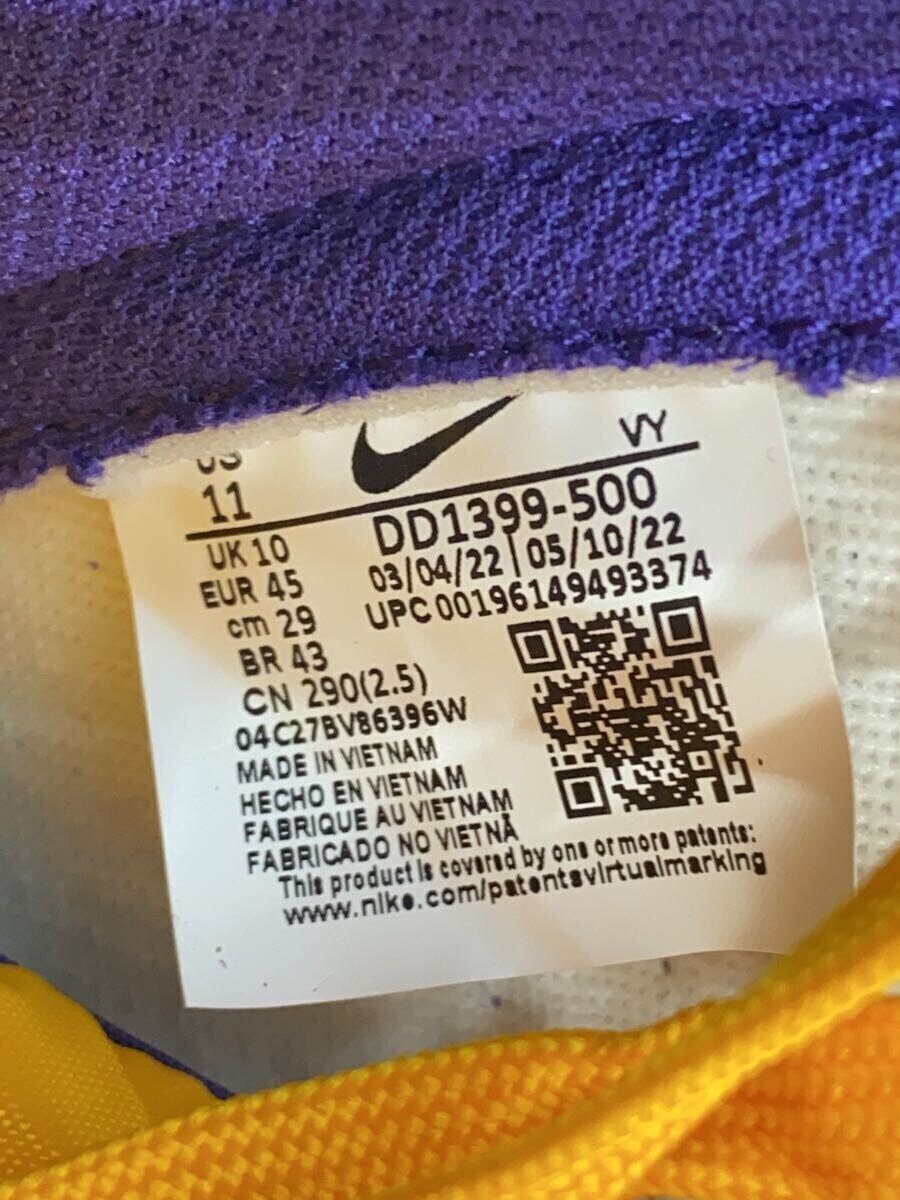 US
VY
11
DD1399-500
UK 10
03/04/22 | 05/10/22
EUR 45
UPC 00196149493374
cm 29
BR 43
CN 290(2.5)
04C27BV86396W
MADE IN VIETNAM
HECHO EN VIETNAM
FABRIQUE AU VIETNAM
FABRICADO NO VIETNÃ
This product is covered by one or more patents:
www.nike.com/patentsvirtualmarking